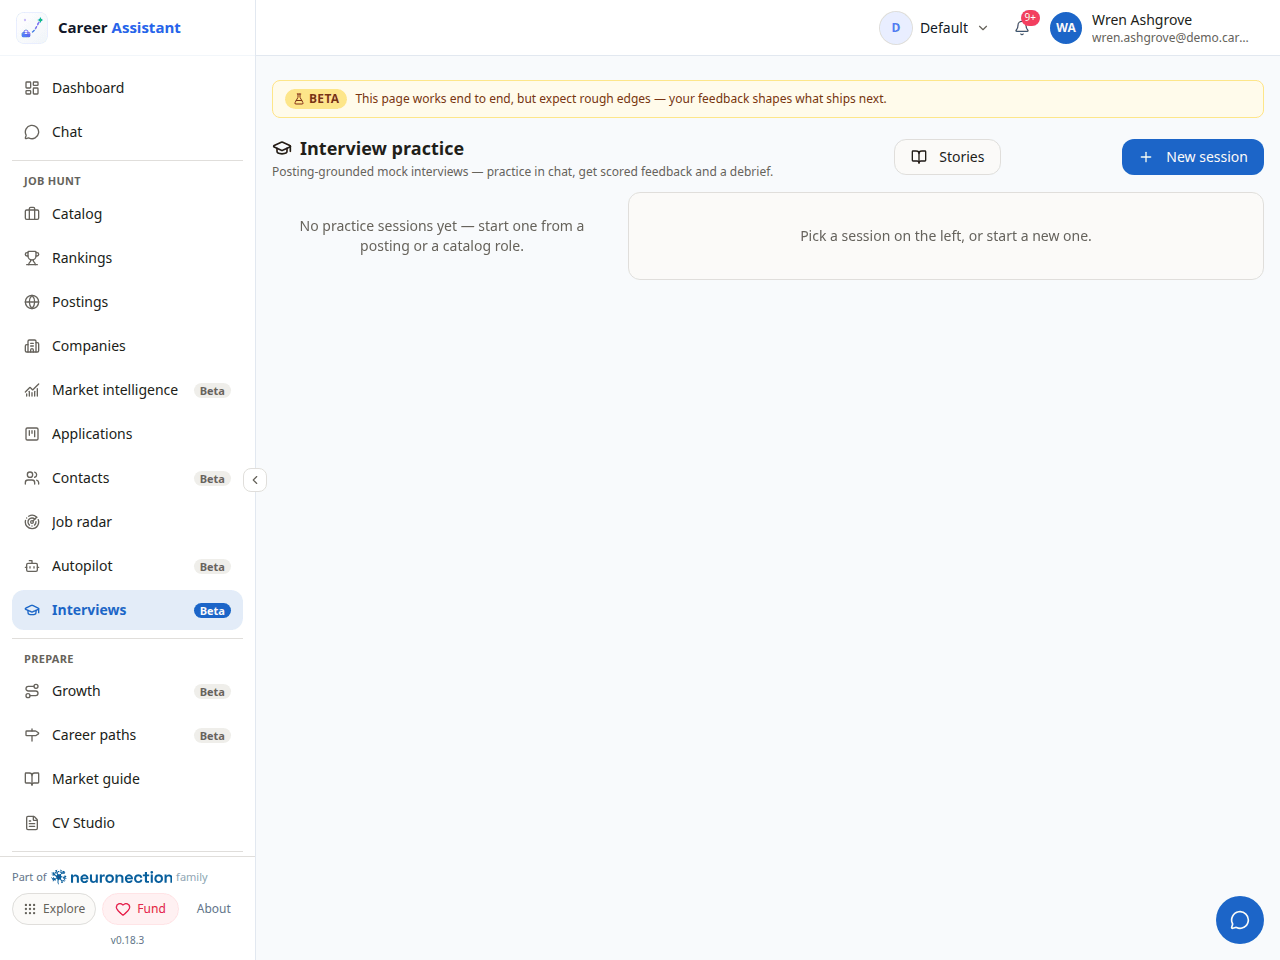 Career Assistant
D
Default
9+
WA
Wren Ashgrove
wren.ashgrove@demo.car...
Dashboard
Chat
JOB HUNT
Catalog
Rankings
Postings
Companies
Market intelligence Beta
Applications
Contacts Beta
Job radar
Autopilot Beta
Interviews Beta
PREPARE
Growth Beta
Career paths Beta
Market guide
CV Studio
Part of neuronection family
Explore Fund About
v0.18.3
BETA This page works end to end, but expect rough edges — your feedback shapes what ships next.
Interview practice
Posting-grounded mock interviews — practice in chat, get scored feedback and a debrief.
Stories
New session
No practice sessions yet — start one from a
posting or a catalog role.
Pick a session on the left, or start a new one.